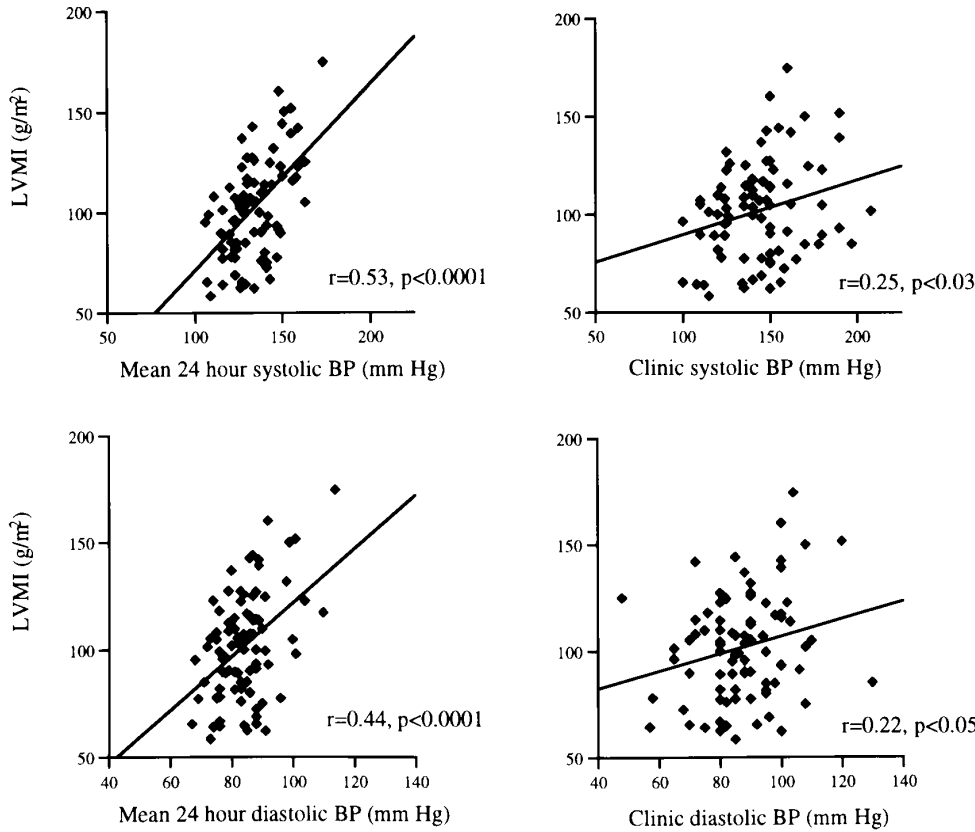 200
150
100
50
LVMI (g/m²)
r=0.53, p<0.0001
50 100 150 200
Mean 24 hour systolic BP (mm Hg)
200
150
100
50
r=0.25, p<0.03
50 100 150 200
Clinic systolic BP (mm Hg)
200
150
100
50
LVMI (g/m²)
r=0.44, p<0.0001
40 60 80 100 120 140
Mean 24 hour diastolic BP (mm Hg)
200
150
100
50
r=0.22, p<0.05
40 60 80 100 120 140
Clinic diastolic BP (mm Hg)